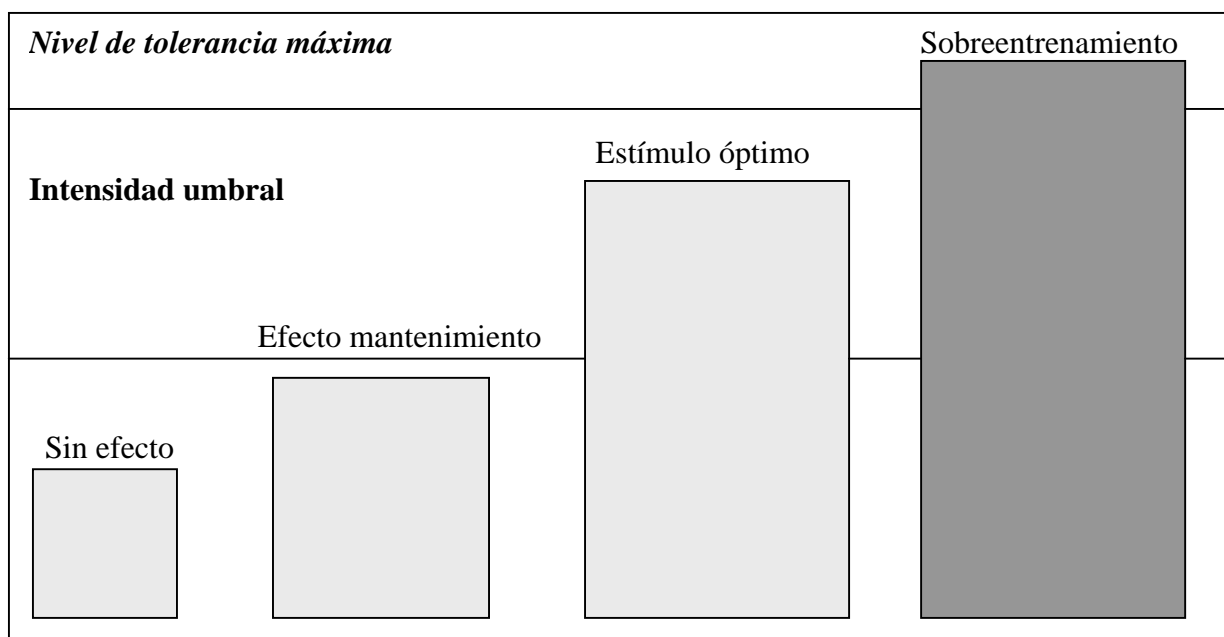 Nivel de tolerancia máxima
Sobreentrenamiento
Estímulo óptimo
Intensidad umbral
Efecto mantenimiento
Sin efecto